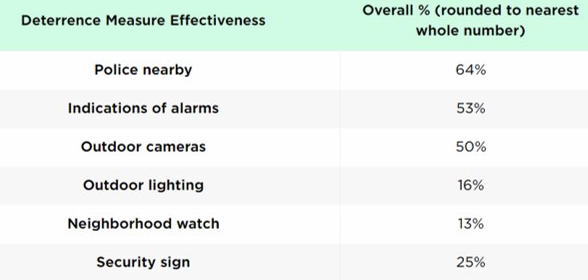 Deterrence Measure Effectiveness
Overall % (rounded to nearest
whole number)
Police nearby 64%
Indications of alarms 53%
Outdoor cameras 50%
Outdoor lighting 16%
Neighborhood watch 13%
Security sign 25%